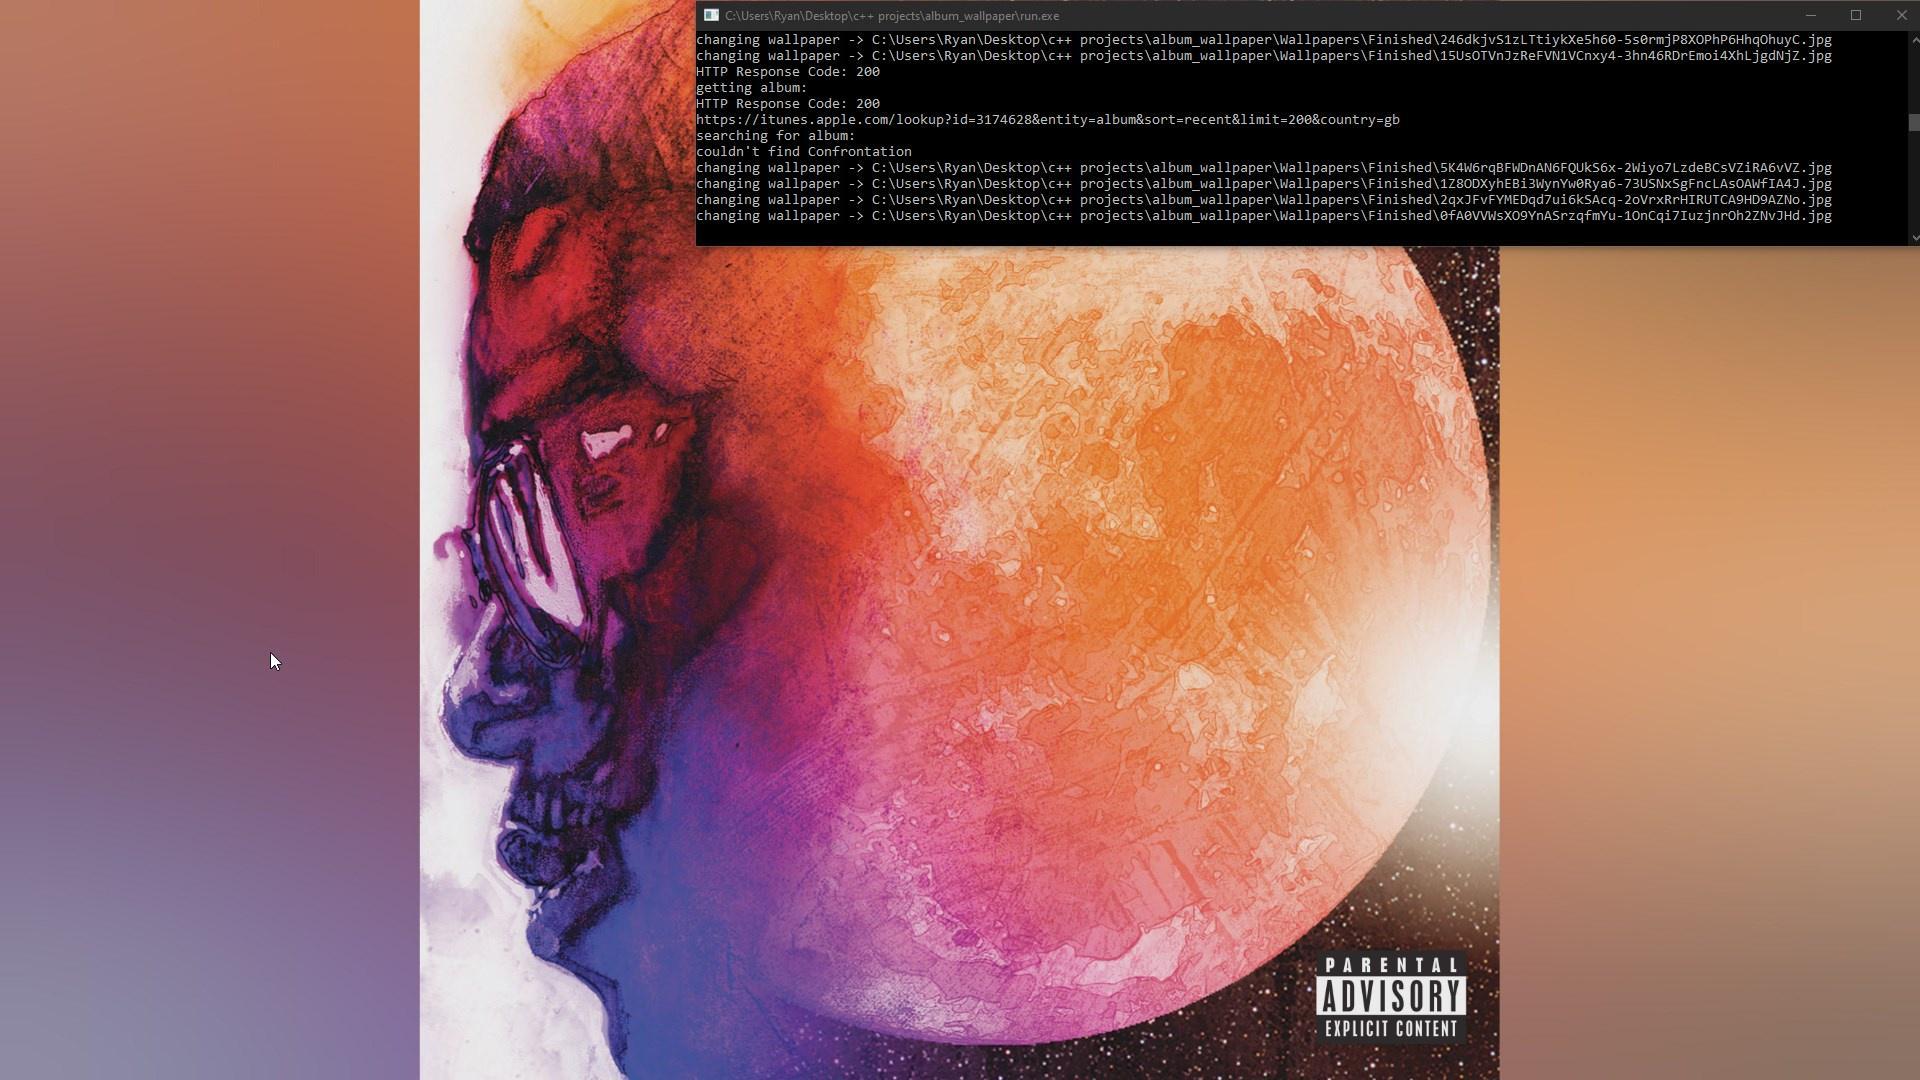 C:\Users\Ryan\Desktop\c++ projects\album_wallpaper\run.exe
changing wallpaper -> C:\Users\Ryan\Desktop\c++ projects\album_wallpaper\Wallpapers\Finished\246dkjvS1zLTtiykXe5h60-5s0rmjP8XOPhP6HhqOhuyC.jpg
changing wallpaper -> C:\Users\Ryan\Desktop\c++ projects\album_wallpaper\Wallpapers\Finished\15UsOTVnJzReFVN1VCnxy4-3hn46RDrEmoi4XhLjgdNjZ.jpg
HTTP Response Code: 200
getting album:
HTTP Response Code: 200
https://itunes.apple.com/lookup?id=3174628&entity=album&sort=recent&limit=200&country=gb
searching for album:
couldn't find Confrontation
changing wallpaper -> C:\Users\Ryan\Desktop\c++ projects\album_wallpaper\Wallpapers\Finished\5K4W6rqBFWDnAN6FQUkS6x-2Wiyo7LzdeBCsVZiRA6vVZ.jpg
changing wallpaper -> C:\Users\Ryan\Desktop\c++ projects\album_wallpaper\Wallpapers\Finished\1Z8ODXyhEBi3WynYw0Rya6-73USNxSgFncLAsOAWfIA4J.jpg
changing wallpaper -> C:\Users\Ryan\Desktop\c++ projects\album_wallpaper\Wallpapers\Finished\2qxJFvFYMEDqd7ui6kSAcq-2oVrxRrHIRUTCA9HD9AZNo.jpg
changing wallpaper -> C:\Users\Ryan\Desktop\c++ projects\album_wallpaper\Wallpapers\Finished\0fA0VVWsXO9YnASrzqfmYu-1OnCqi7IuzjnrOh2ZNvJHd.jpg
PARENTAL
ADVISORY
EXPLICIT CONTENT